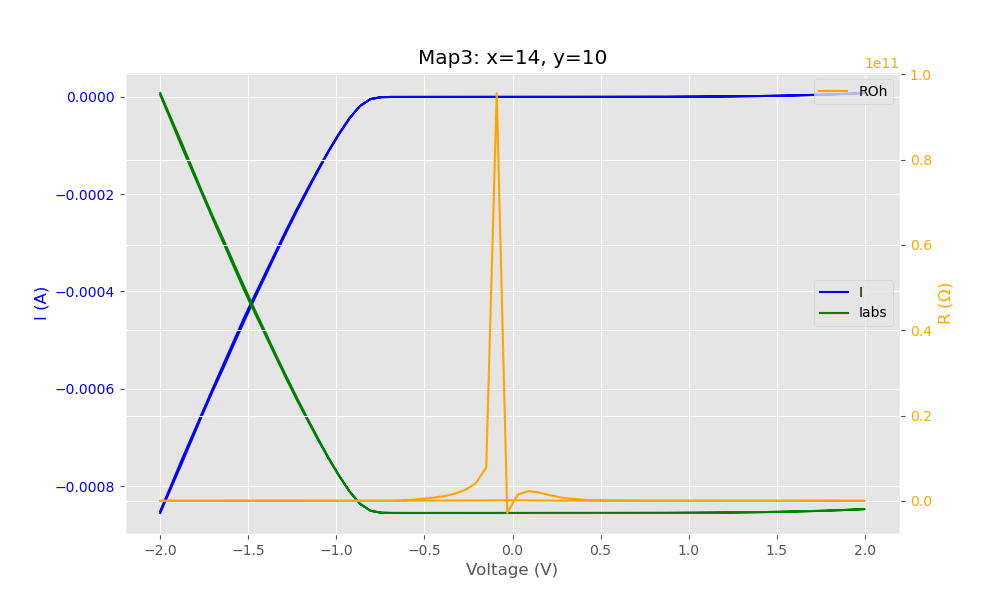 Map3: x=14, y=10
1e11
0.0000
−0.0002
−0.0004
−0.0006
−0.0008
I (A)
1.0
0.8
0.6
0.4
0.2
0.0
R (Ω)
ROh
I
Iabs
−2.0 −1.5 −1.0 −0.5 0.0 0.5 1.0 1.5 2.0
Voltage (V)